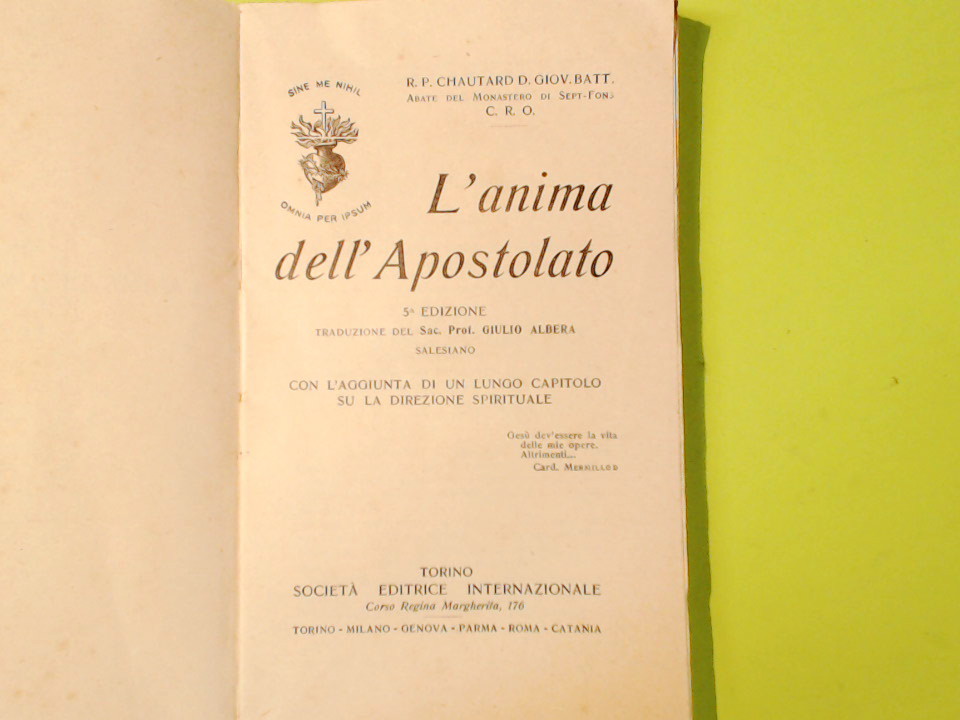 R. P. CHAUTARD D. GIOV. BATT.
ABATE DEL MONASTERO DI SEPT-FONS
C. R. O.
SINE ME NIHIL
OMNIA PER IPSUM
L'anima
dell'Apostolato
5ª EDIZIONE
TRADUZIONE DEL Sac. Prof. GIULIO ALBERA
SALESIANO
CON L'AGGIUNTA DI UN LUNGO CAPITOLO
SU LA DIREZIONE SPIRITUALE
Gesù dev'essere la vita
delle mie opere.
Altrimenti...
Card. MERMILLOD
TORINO
SOCIETÀ EDITRICE INTERNAZIONALE
Corso Regina Margherita, 176
TORINO - MILANO - GENOVA - PARMA - ROMA - CATANIA